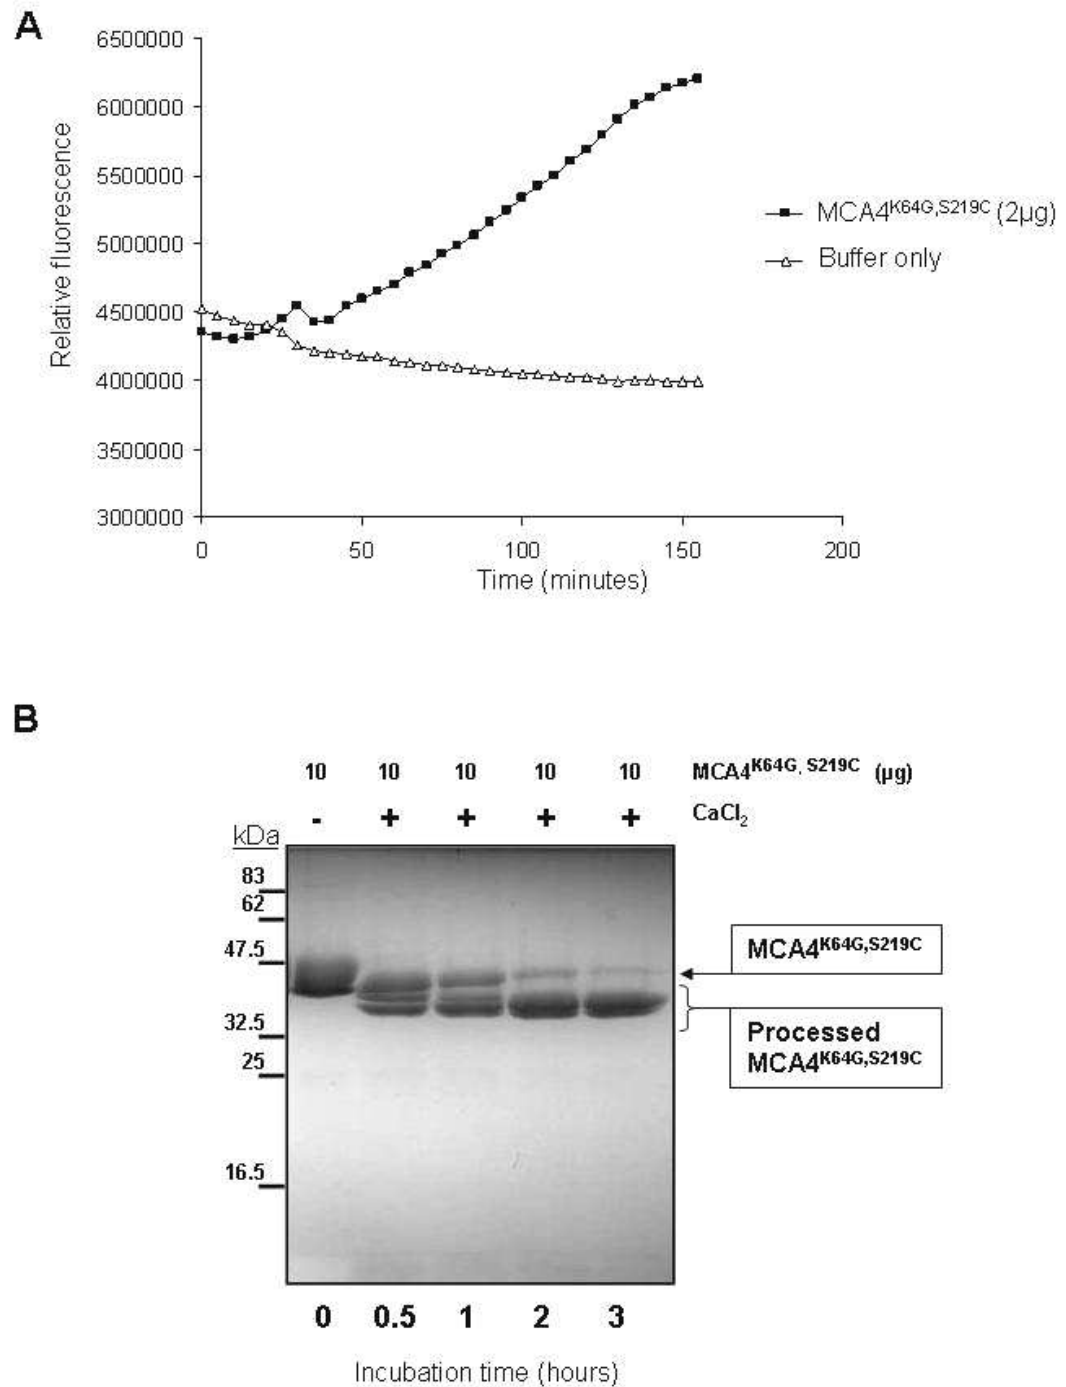 A
6500000
6000000
5500000
5000000
4500000
4000000
3500000
3000000
Relative fluorescence
0 50 100 150 200
Time (minutes)
MCA4K64G,S219C (2µg)
Buffer only
B
10 10 10 10 10 MCA4K64G, S219C (µg)
- + + + + CaCl2
kDa
83
62
47.5
32.5
25
16.5
MCA4K64G,S219C
Processed
MCA4K64G,S219C
0 0.5 1 2 3
Incubation time (hours)